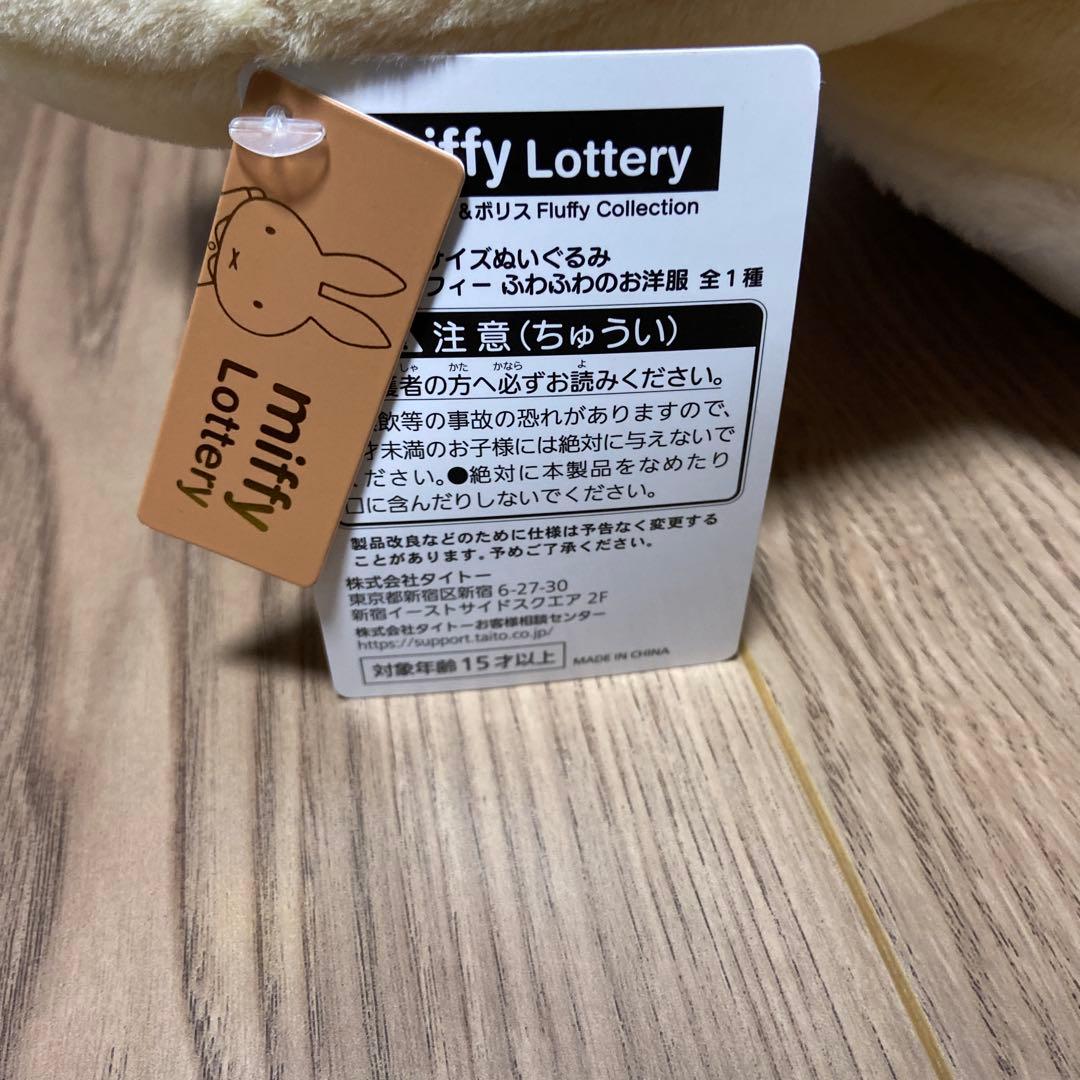 miffy
Lottery
iffy Lottery
&ボリス Fluffy Collection
サイズぬいぐるみ
フィー ふわふわのお洋服 全1種
注意(ちゅうい)
護者の方へ必ずお読みください。
飲等の事故の恐れがありますので、
才未満のお子様には絶対に与えないで
ください。●絶対に本製品をなめたり
口に含んだりしないでください。
製品改良などのために仕様は予告なく変更する
ことがあります。予めご了承ください。
株式会社タイトー
東京都新宿区新宿 6-27-30
新宿イーストサイドスクエア 2F
株式会社タイトーお客様相談センター
https://support.taito.co.jp/
対象年齢15才以上 MADE IN CHINA